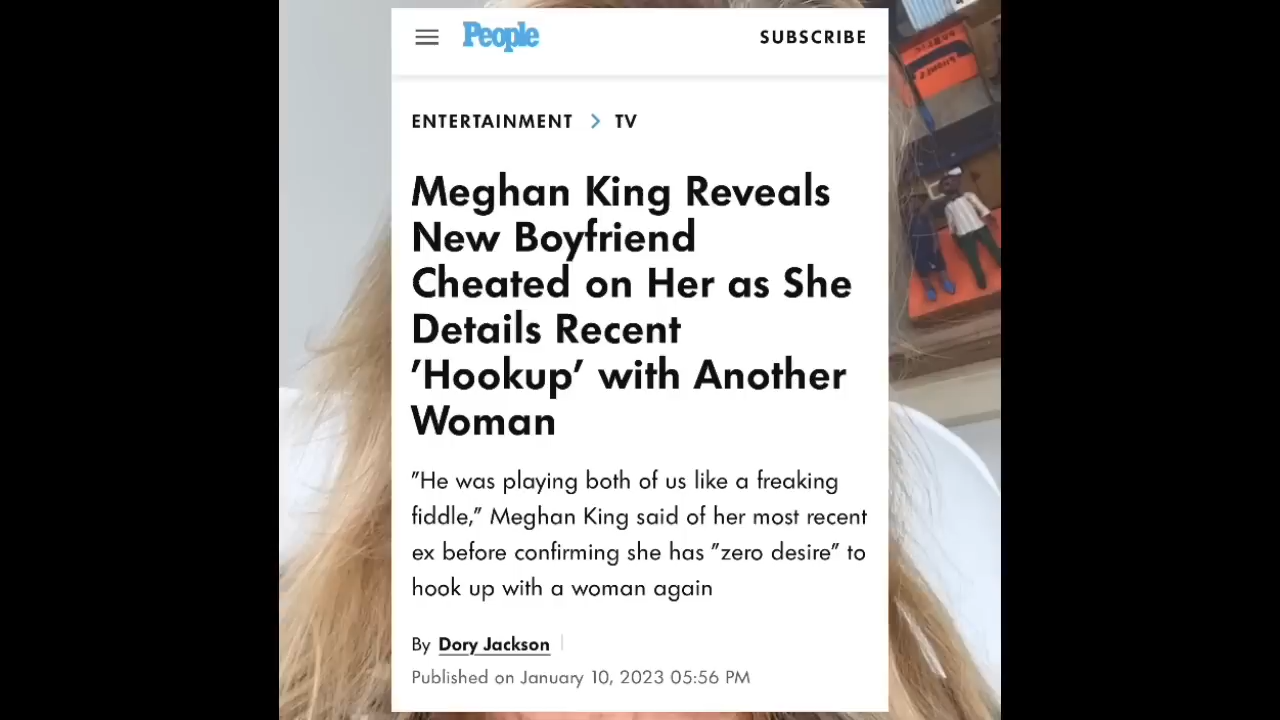 People
SUBSCRIBE
ENTERTAINMENT > TV
Meghan King Reveals
New Boyfriend
Cheated on Her as She
Details Recent
'Hookup' with Another
Woman
"He was playing both of us like a freaking
fiddle," Meghan King said of her most recent
ex before confirming she has "zero desire" to
hook up with a woman again
By Dory Jackson
Published on January 10, 2023 05:56 PM